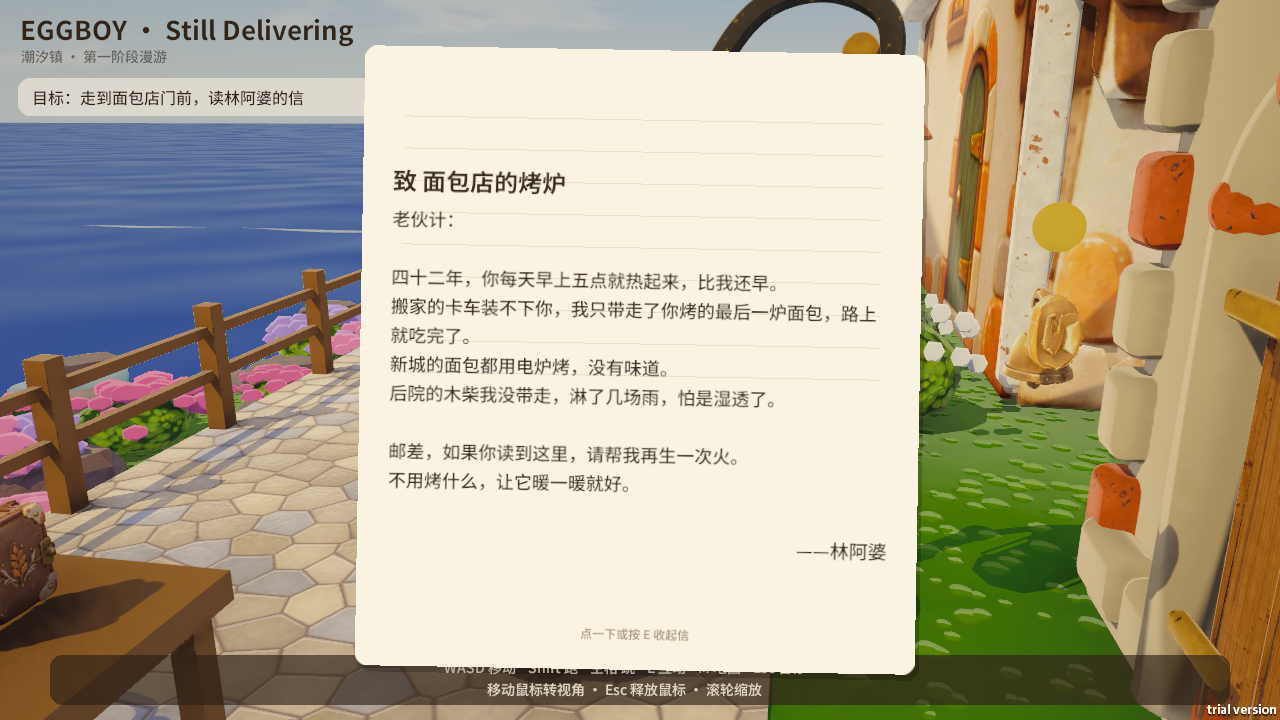 EGGBOY · Still Delivering
潮汐镇 · 第一阶段漫游
目标：走到面包店门前，读林阿婆的信
致 面包店的烤炉
老伙计：
四十二年，你每天早上五点就热起来，比我还早。
搬家的卡车装不下你，我只带走了你烤的最后一炉面包，路上
就吃完了。
新城的面包都用电炉烤，没有味道。
后院的木柴我没带走，淋了几场雨，怕是湿透了。
邮差，如果你读到这里，请帮我再生一次火。
不用烤什么，让它暖一暖就好。
——林阿婆
点一下或按 E 收起信
WASD 移动 · Shift 跑
移动鼠标转视角 · Esc 释放鼠标 · 滚轮缩放
trial version